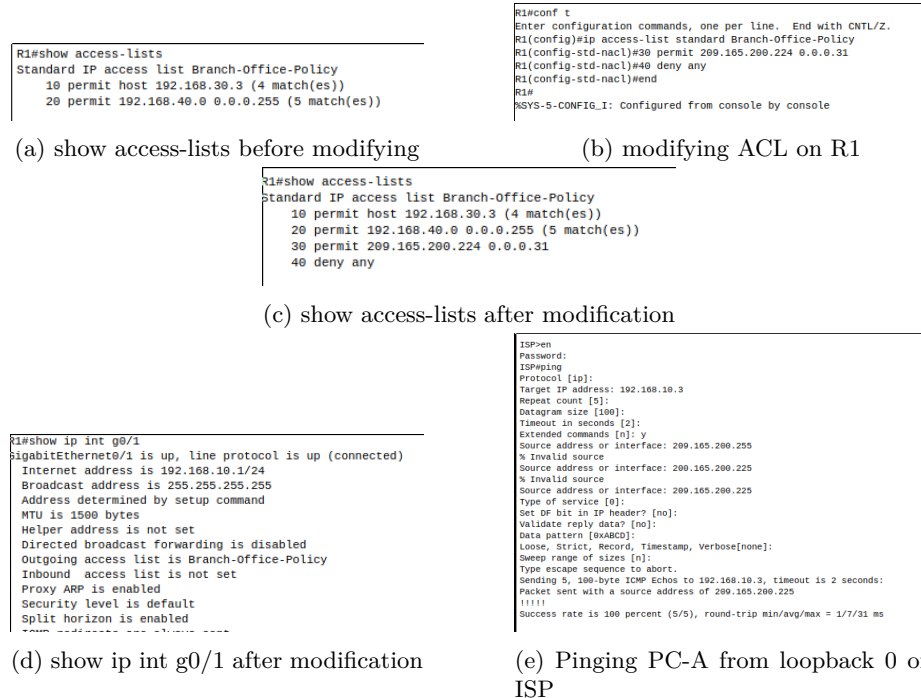 R1#show access-lists
Standard IP access list Branch-Office-Policy
10 permit host 192.168.30.3 (4 match(es))
20 permit 192.168.40.0 0.0.0.255 (5 match(es))
(a) show access-lists before modifying
R1#conf t
Enter configuration commands, one per line.  End with CNTL/Z.
R1(config)#ip access-list standard Branch-Office-Policy
R1(config-std-nacl)#30 permit 209.165.200.224 0.0.0.31
R1(config-std-nacl)#40 deny any
R1(config-std-nacl)#end
R1#
%SYS-5-CONFIG_I: Configured from console by console
(b) modifying ACL on R1
R1#show access-lists
Standard IP access list Branch-Office-Policy
10 permit host 192.168.30.3 (4 match(es))
20 permit 192.168.40.0 0.0.0.255 (5 match(es))
30 permit 209.165.200.224 0.0.0.31
40 deny any
(c) show access-lists after modification
R1#show ip int g0/1
GigabitEthernet0/1 is up, line protocol is up (connected)
Internet address is 192.168.10.1/24
Broadcast address is 255.255.255.255
Address determined by setup command
MTU is 1500 bytes
Helper address is not set
Directed broadcast forwarding is disabled
Outgoing access list is Branch-Office-Policy
Inbound  access list is not set
Proxy ARP is enabled
Security level is default
Split horizon is enabled
(d) show ip int g0/1 after modification
ISP>en
Password:
ISP#ping
Protocol [ip]:
Target IP address: 192.168.10.3
Repeat count [5]:
Datagram size [100]:
Timeout in seconds [2]:
Extended commands [n]: y
Source address or interface: 209.165.200.255
% Invalid source
Source address or interface: 200.200.225
% Invalid source
Source address or interface: 209.165.200.225
Type of service [0]:
Set DF bit in IP header? [no]:
Validate reply data? [no]:
Data pattern [0xABCD]:
Loose, Strict, Record, Timestamp, Verbose[none]:
Sweep range of sizes [n]:
Type escape sequence to abort.
Sending 5, 100-byte ICMP Echos to 192.168.10.3, timeout is 2 seconds:
Packet sent with a source address of 209.165.200.225
!!!!!
Success rate is 100 percent (5/5), round-trip min/avg/max = 1/7/31 ms
(e) Pinging PC-A from loopback 0 o
ISP